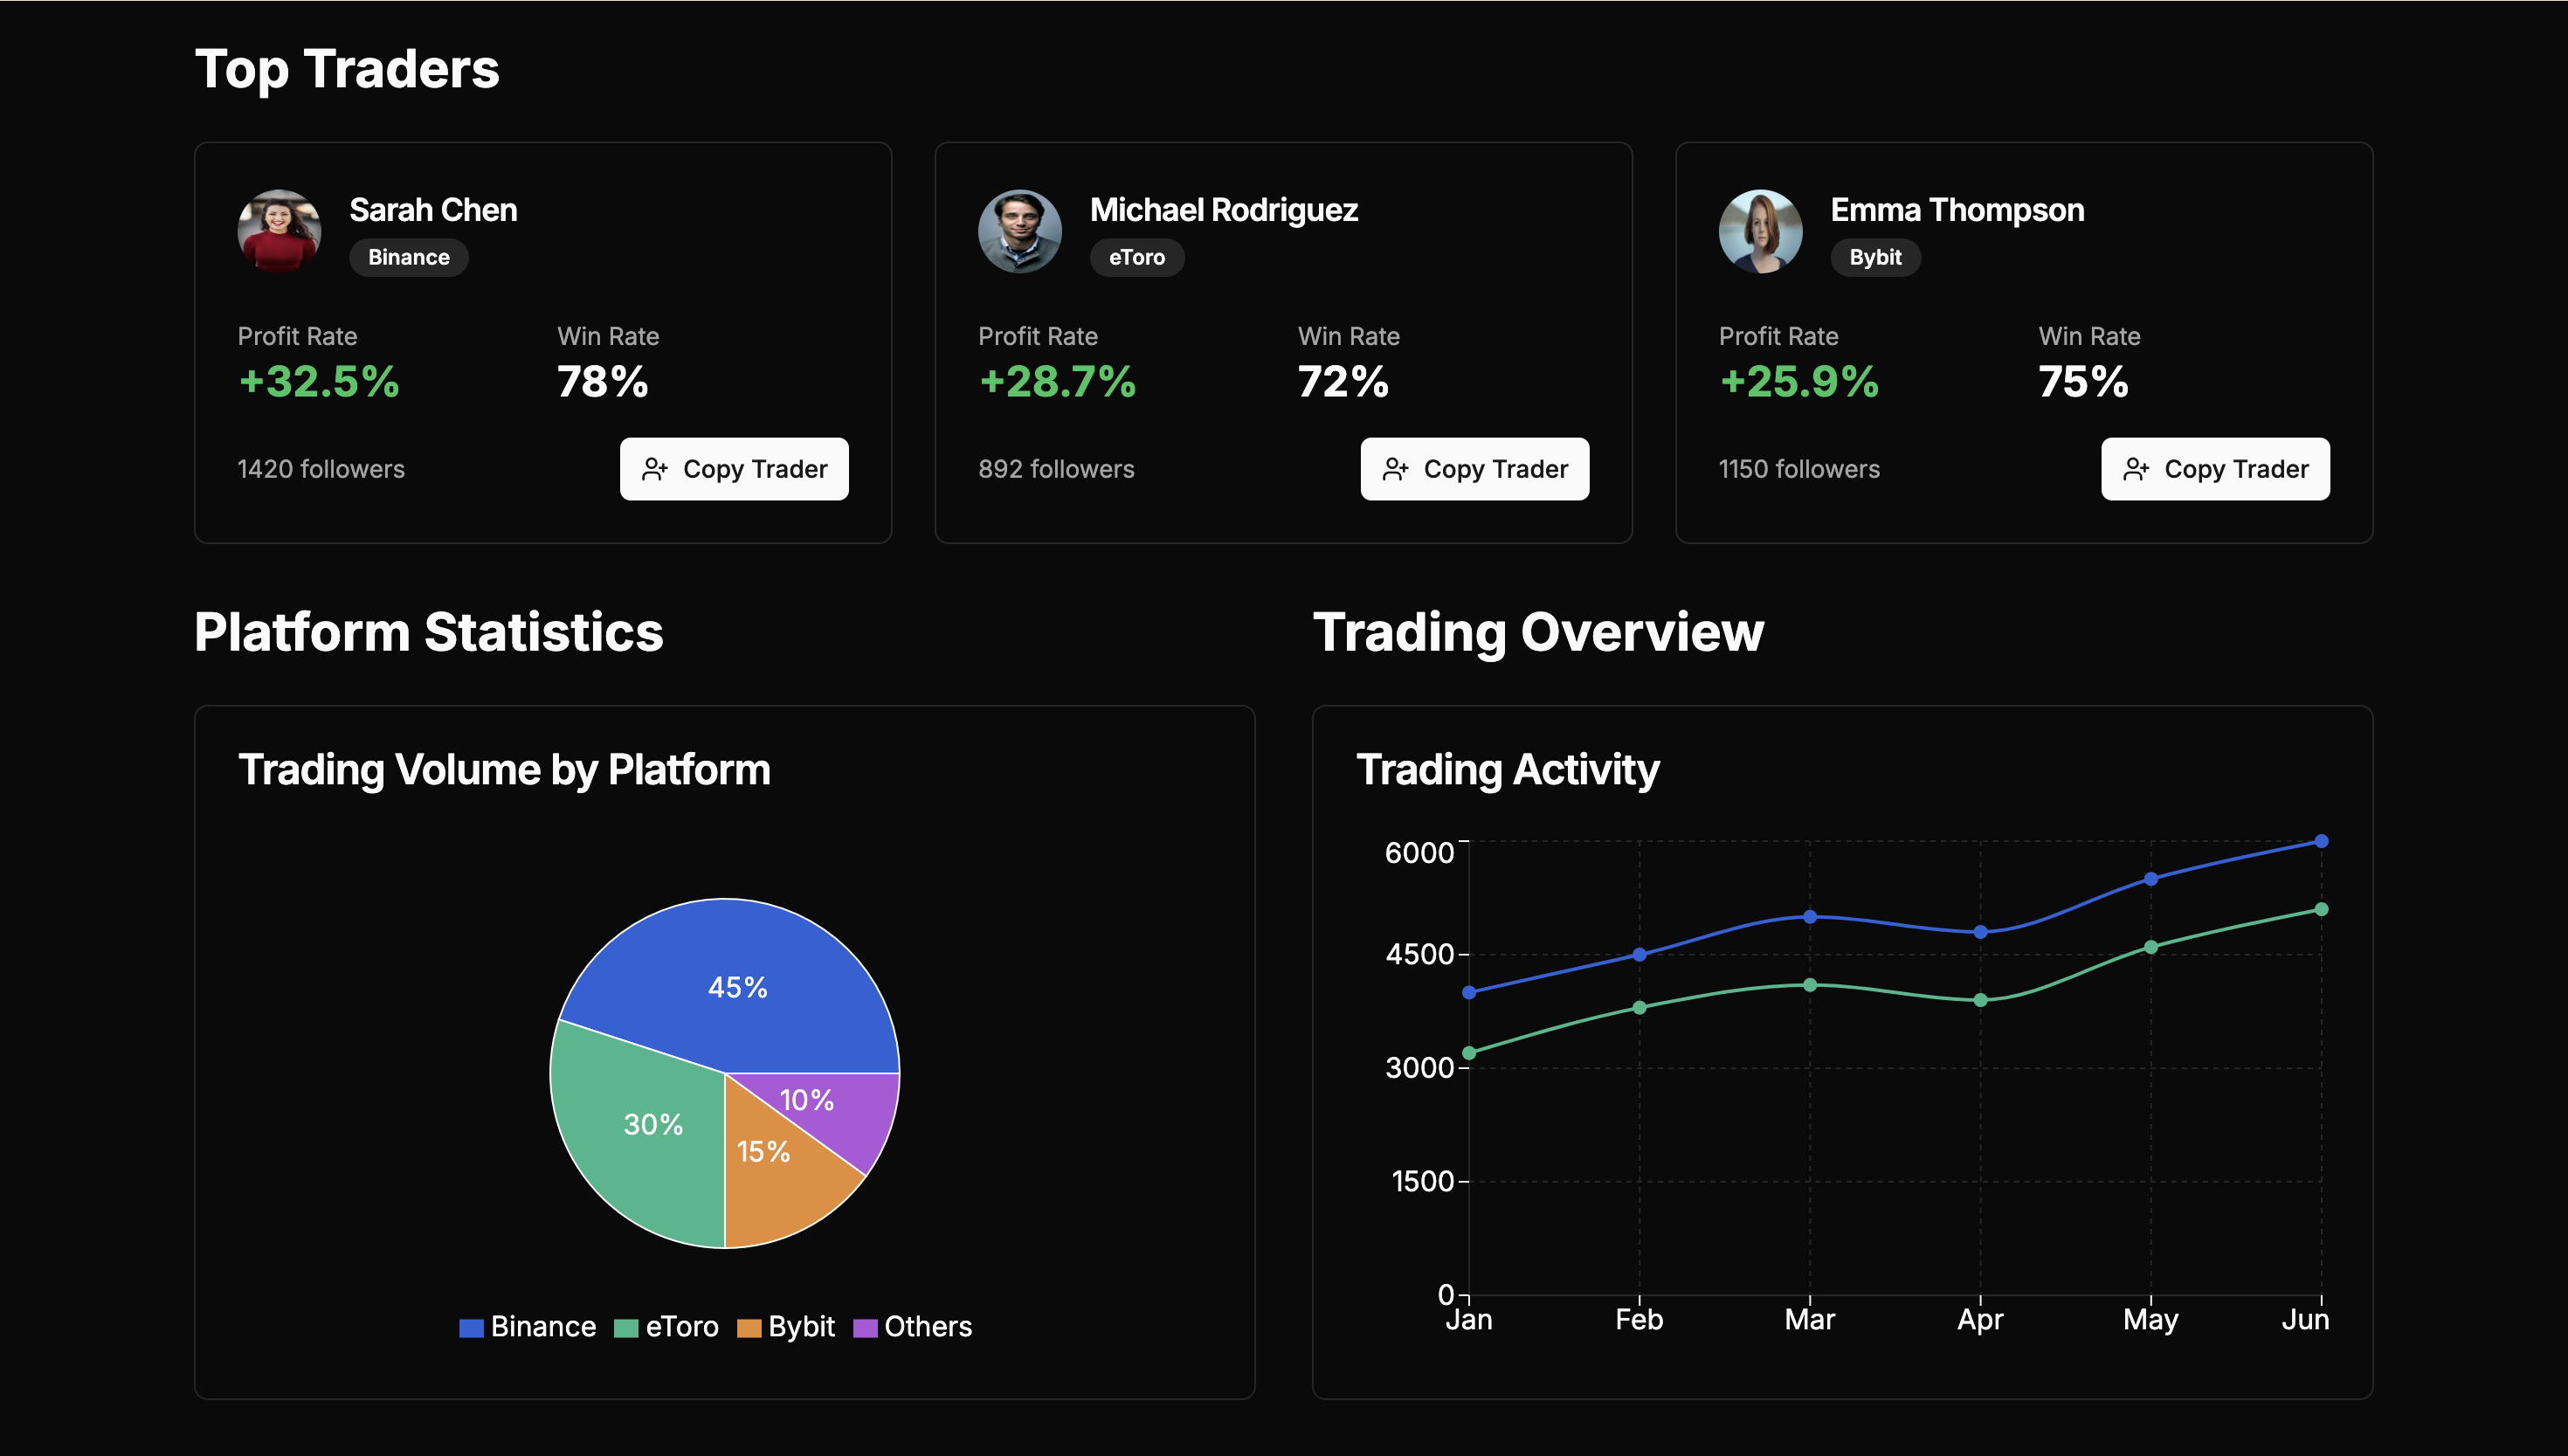 Top Traders
Sarah Chen
Binance
Profit Rate
Win Rate
+32.5%
78%
1420 followers
Copy Trader
Michael Rodriguez
eToro
Profit Rate
Win Rate
+28.7%
72%
892 followers
Copy Trader
Emma Thompson
Bybit
Profit Rate
Win Rate
+25.9%
75%
1150 followers
Copy Trader
Platform Statistics
Trading Volume by Platform
45%
10%
30%
15%
Binance eToro Bybit Others
Trading Overview
Trading Activity
6000
4500
3000
1500
0
Jan Feb Mar Apr May Jun